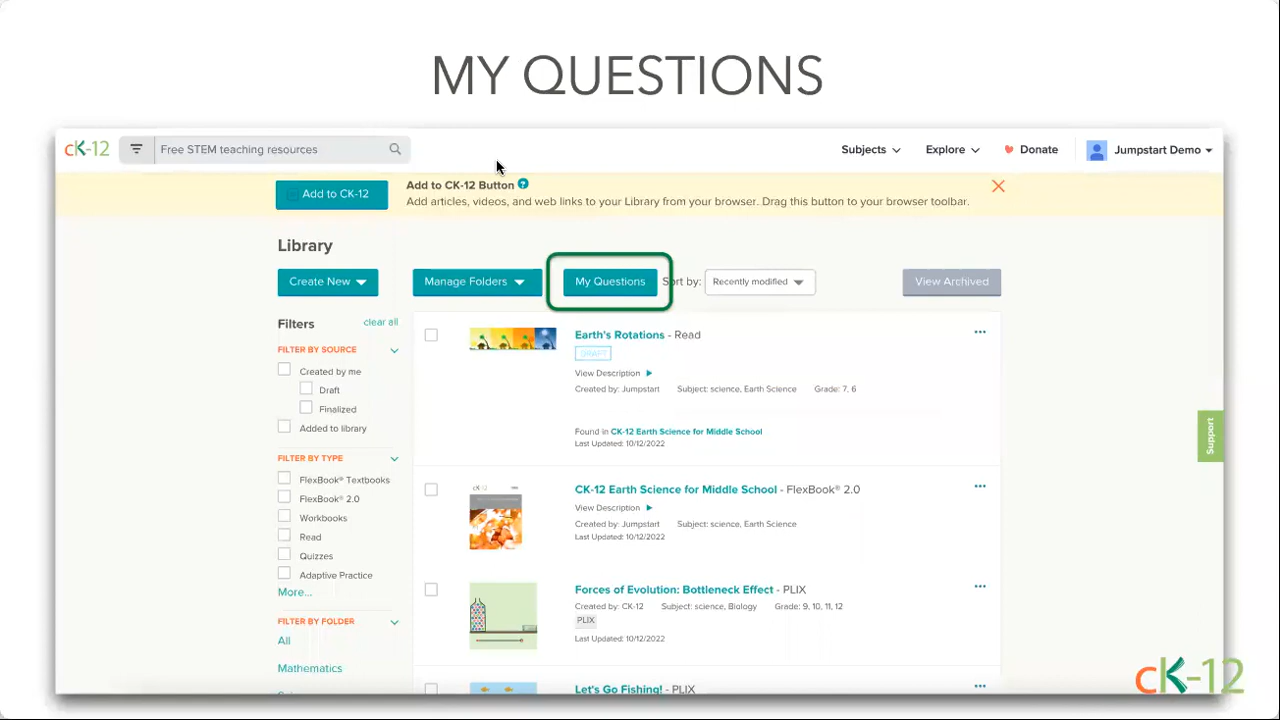 MY QUESTIONS
cK-12
Free STEM teaching resources
Subjects
Explore
Donate
Jumpstart Demo
Add to CK-12
Add to CK-12 Button ?
Add articles, videos, and web links to your Library from your browser. Drag this button to your browser toolbar.
Library
Create New
Manage Folders
My Questions
Sort by:
Recently modified
View Archived
Filters
clear all
FILTER BY SOURCE
Created by me
Draft
Finalized
Added to library
FILTER BY TYPE
FlexBook® Textbooks
FlexBook® 2.0
Workbooks
Read
Quizzes
Adaptive Practice
More...
FILTER BY FOLDER
All
Mathematics
Earth's Rotations - Read
DRAFT
View Description
Created by: Jumpstart Subject: science, Earth Science Grade: 7, 6
Found in CK-12 Earth Science for Middle School
Last Updated: 10/12/2022
CK-12 Earth Science for Middle School - FlexBook® 2.0
View Description
Created by: Jumpstart Subject: science, Earth Science
Last Updated: 10/12/2022
Forces of Evolution: Bottleneck Effect - PLIX
Created by: CK-12 Subject: science, Biology Grade: 9, 10, 11, 12
PLIX
Last Updated: 10/12/2022
Let's Go Fishing! - PLIX
Support
cK-12